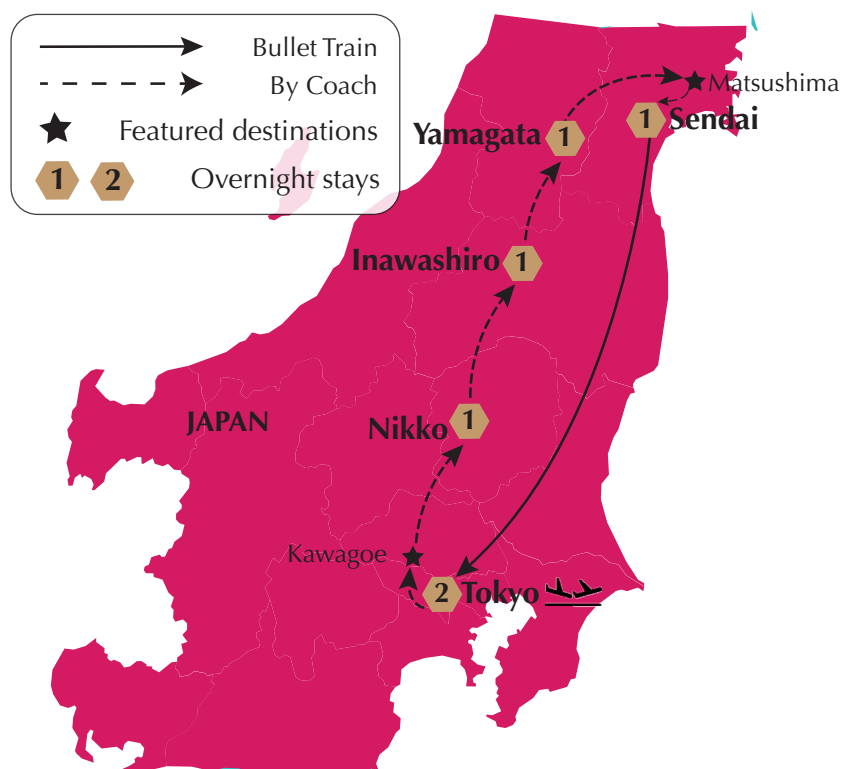 Bullet Train
By Coach
Featured destinations
1 2 Overnight stays
Matsushima
Yamagata 1
1 Sendai
Inawashiro 1
JAPAN
Nikko 1
Kawagoe
2 Tokyo